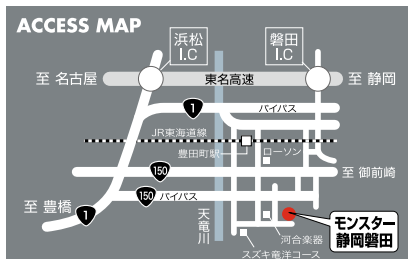 ACCESS MAP
浜松
I.C
磐田
I.C
至 名古屋
東名高速
至 静岡
1
バイパス
JR東海道線
豊田町駅
ローソン
150
至 御前崎
150
バイパス
至 豊橋
1
天竜川
河合楽器
スズキ竜洋コース
モンスター
静岡磐田